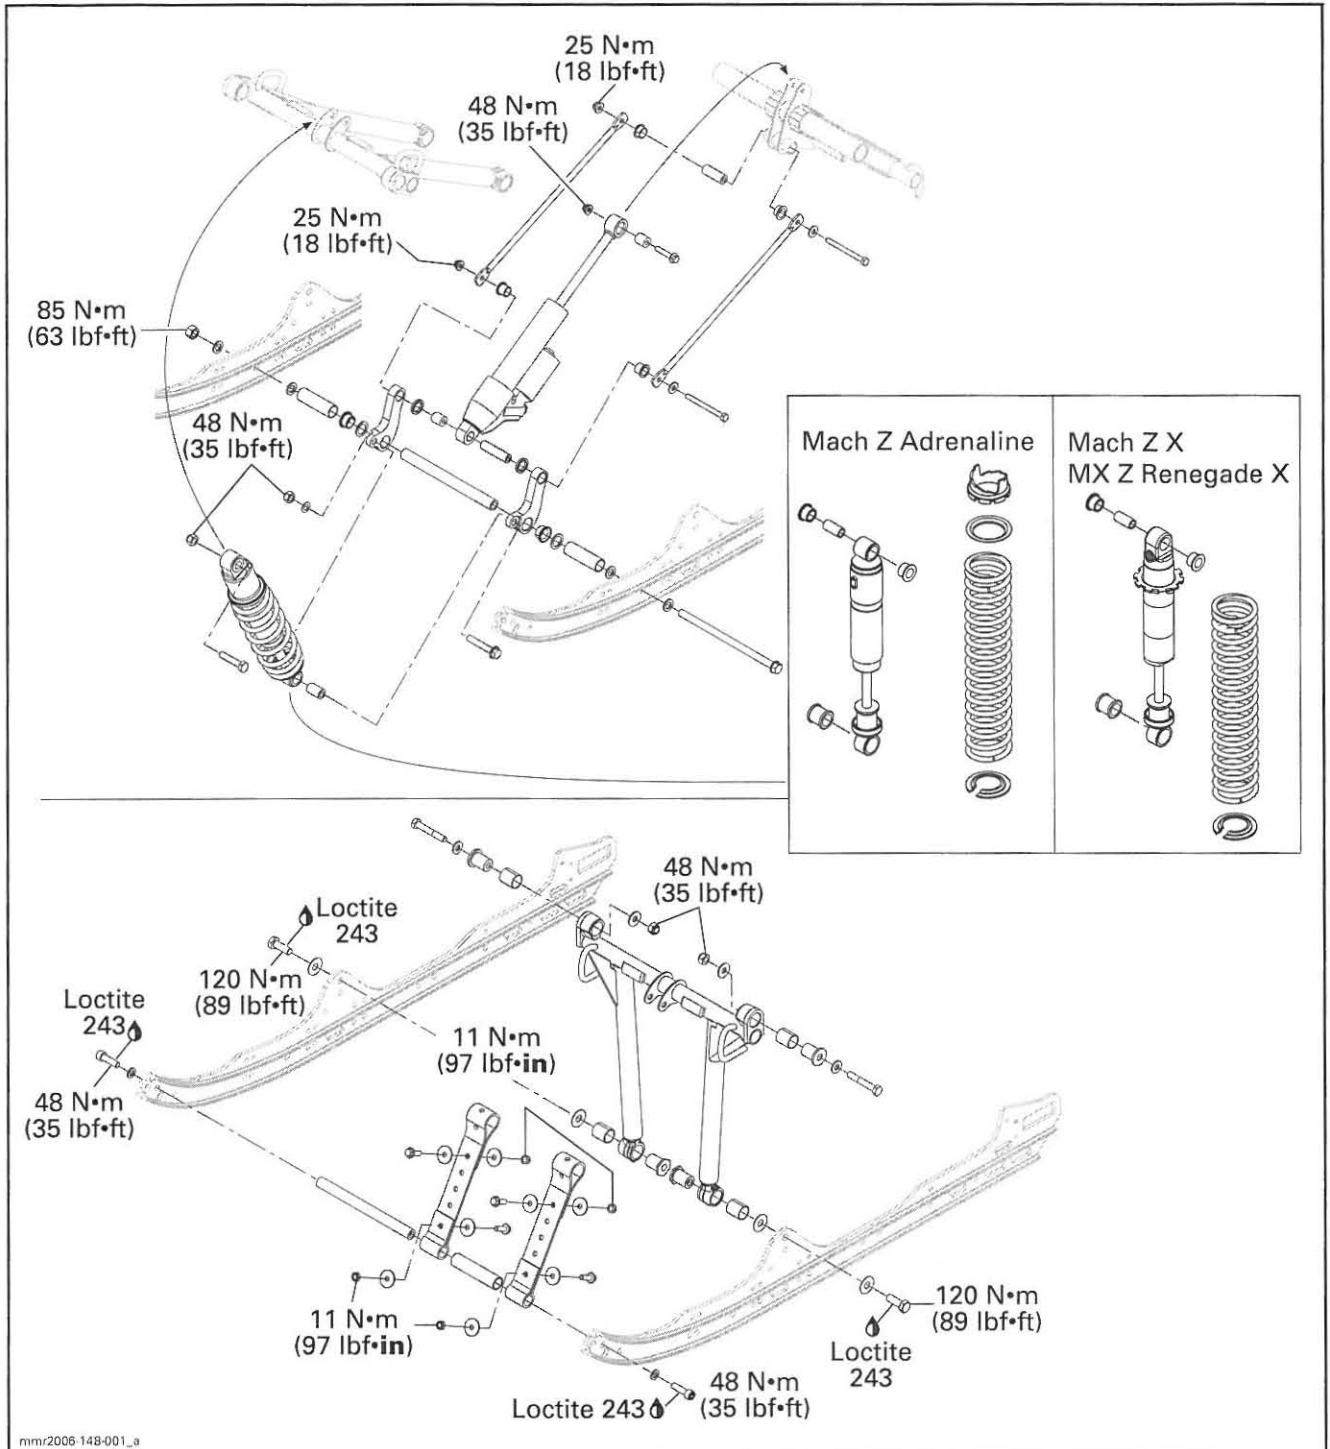 25 N•m
(18 lbf•ft)
48 N•m
(35 lbf•ft)
25 N•m
(18 lbf•ft)
85 N•m
(63 lbf•ft)
48 N•m
(35 lbf•ft)
Mach Z Adrenaline
Mach Z X
MX Z Renegade X
48 N•m
(35 lbf•ft)
Loctite
243
120 N•m
(89 lbf•ft)
Loctite
243
48 N•m
(35 lbf•ft)
11 N•m
(97 lbf•in)
11 N•m
(97 lbf•in)
120 N•m
(89 lbf•ft)
Loctite
243
Loctite 243
48 N•m
(35 lbf•ft)
mmr2006-148-001_a